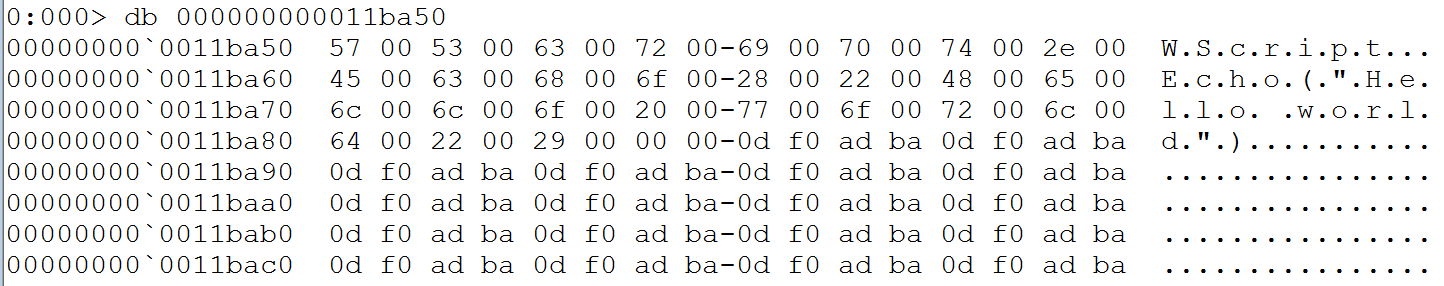 0:000> db 000000000011ba50
00000000`0011ba50  57 00 53 00 63 00 72 00-69 00 70 00 74 00 2e 00  W.S.c.r.i.p.t...
00000000`0011ba60  45 00 63 00 68 00 6f 00-28 00 22 00 48 00 65 00  E.c.h.o.(.".H.e.
00000000`0011ba70  6c 00 6c 00 6f 00 20 00-77 00 6f 00 72 00 6c 00  l.l.o. .w.o.r.l.
00000000`0011ba80  64 00 22 00 29 00 00 00-0d f0 ad ba 0d f0 ad ba  d.".)...........
00000000`0011ba90  0d f0 ad ba 0d f0 ad ba-0d f0 ad ba 0d f0 ad ba  ................
00000000`0011baa0  0d f0 ad ba 0d f0 ad ba-0d f0 ad ba 0d f0 ad ba  ................
00000000`0011bab0  0d f0 ad ba 0d f0 ad ba-0d f0 ad ba 0d f0 ad ba  ................
00000000`0011bac0  0d f0 ad ba 0d f0 ad ba-0d f0 ad ba 0d f0 ad ba  ................